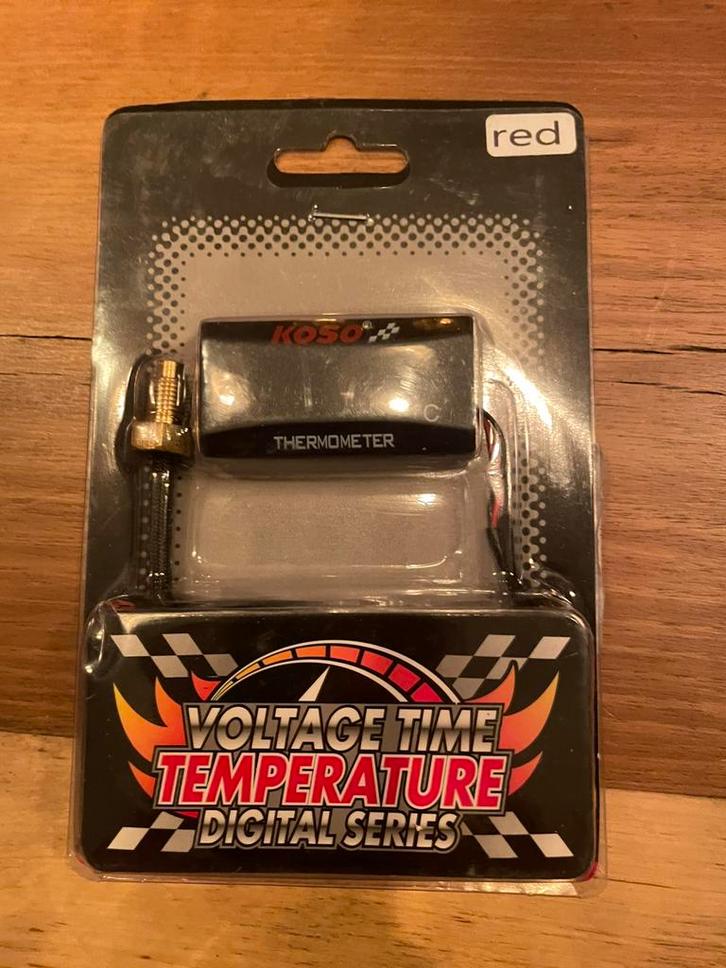 red
KOSO®
C
THERMOMETER
VOLTAGE TIME
TEMPERATURE
DIGITAL SERIES